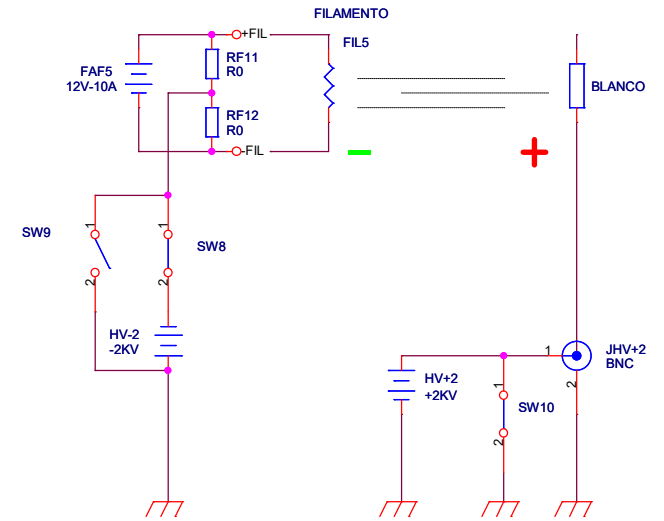 FILAMENTO
+FIL
FIL5
FAF5
12V-10A
RF11
R0
BLANCO
RF12
R0
-FIL
1
1
SW9
SW8
2
2
HV-2
-2KV
1
JHV+2
BNC
HV+2
+2KV
1
2
SW10
2